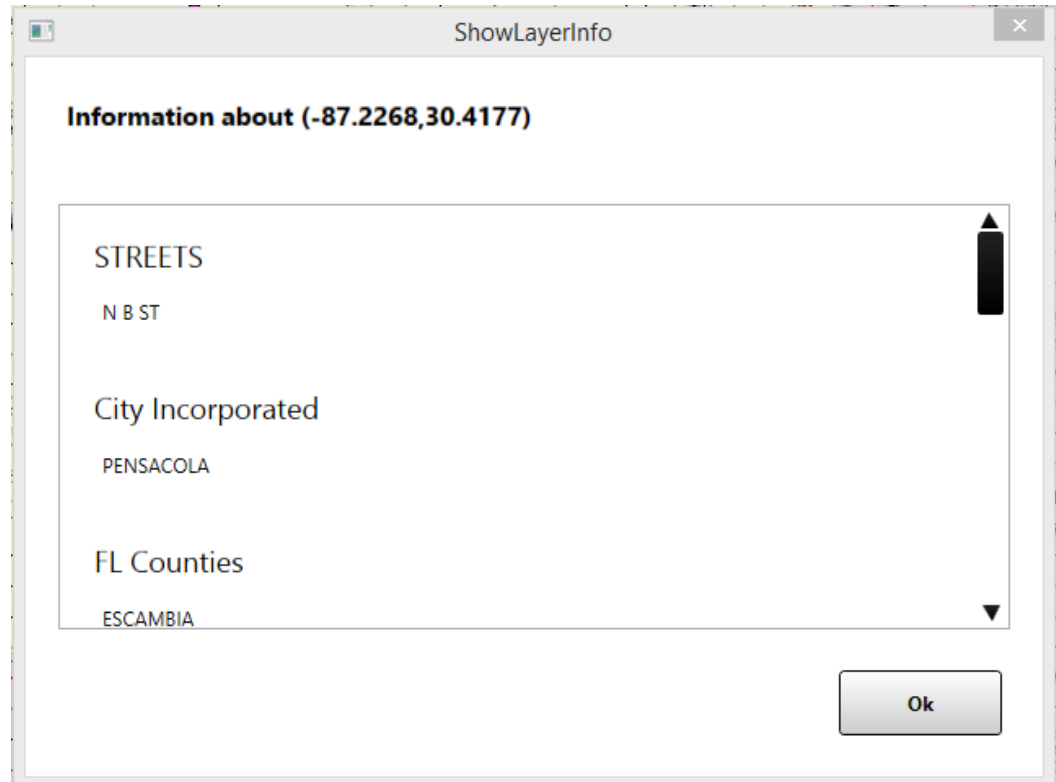 ShowLayerInfo
Information about (-87.2268,30.4177)
STREETS
N B ST
City Incorporated
PENSACOLA
FL Counties
ESCAMBIA
Ok